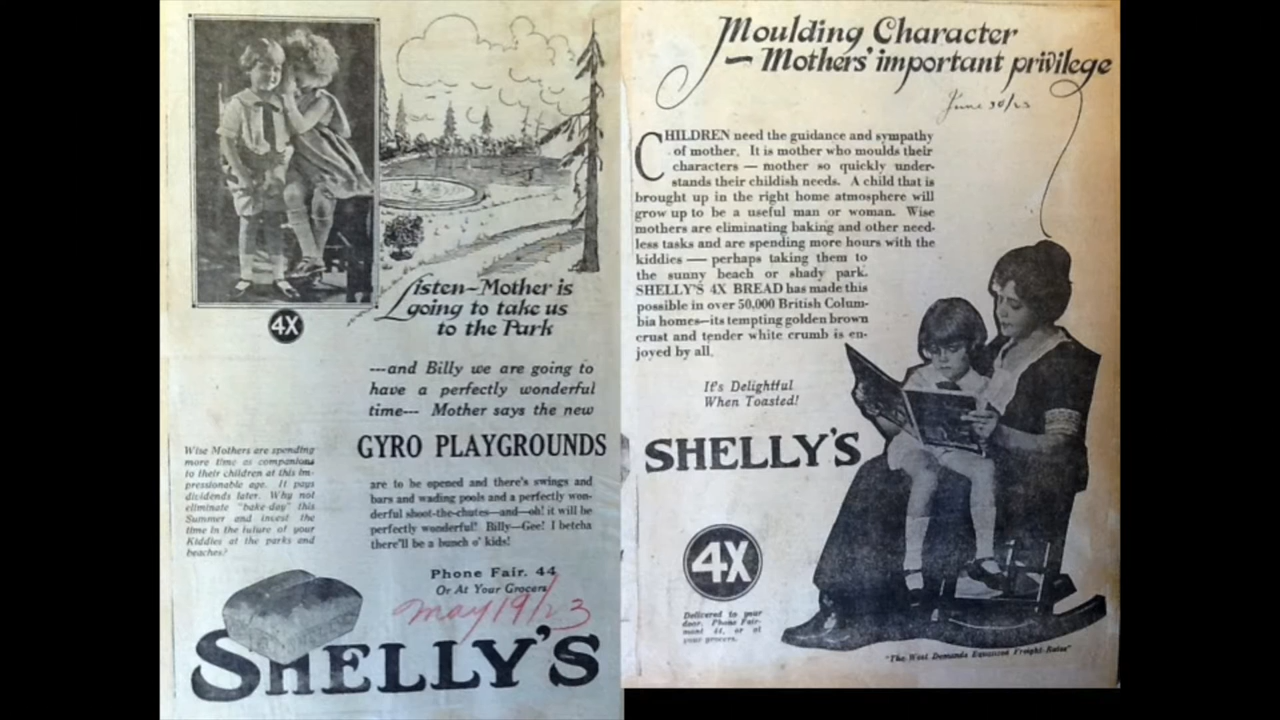 4X
Listen—Mother is
going to take us
to the Park
---and Billy we are going to
have a perfectly wonderful
time--- Mother says the new
GYRO PLAYGROUNDS
are to be opened and there's swings and
bars and wading pools and a perfectly won-
derful shoot-the-chutes—and—oh! it will be
perfectly wonderful! Billy—Gee! I betcha
there'll be a bunch o' kids!
Wise Mothers are spending
more time as companions
to their children at this im-
pressionable age. It pays
dividends later. Why not
eliminate "bake-day" this
Summer and invest the
time in the future of your
Kiddies at the parks and
beaches?
Phone Fair. 44
Or At Your Grocers
May 19/23
SHELLY'S
Moulding Character
— Mothers' important privilege
June 30/23
CHILDREN need the guidance and sympathy
of mother. It is mother who moulds their
characters — mother so quickly under-
stands their childish needs. A child that is
brought up in the right home atmosphere will
grow up to be a useful man or woman. Wise
mothers are eliminating baking and other need-
less tasks and are spending more hours with the
kiddies — perhaps taking them to
the sunny beach or shady park.
SHELLY'S 4X BREAD has made this
possible in over 50,000 British Colum-
bia homes—its tempting golden brown
crust and tender white crumb is en-
joyed by all.
It's Delightful
When Toasted!
SHELLY'S
4X
Delivered to your
door. Phone Fair-
mont 44, or at
your grocers.
"The West Demands Equalized Freight-Rates"